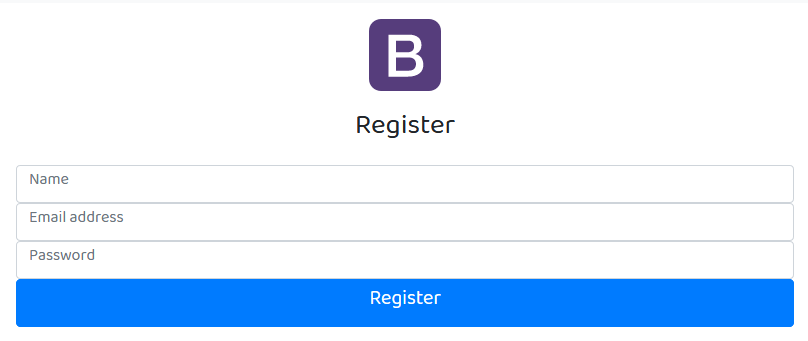 B
Register
Name
Email address
Password
Register